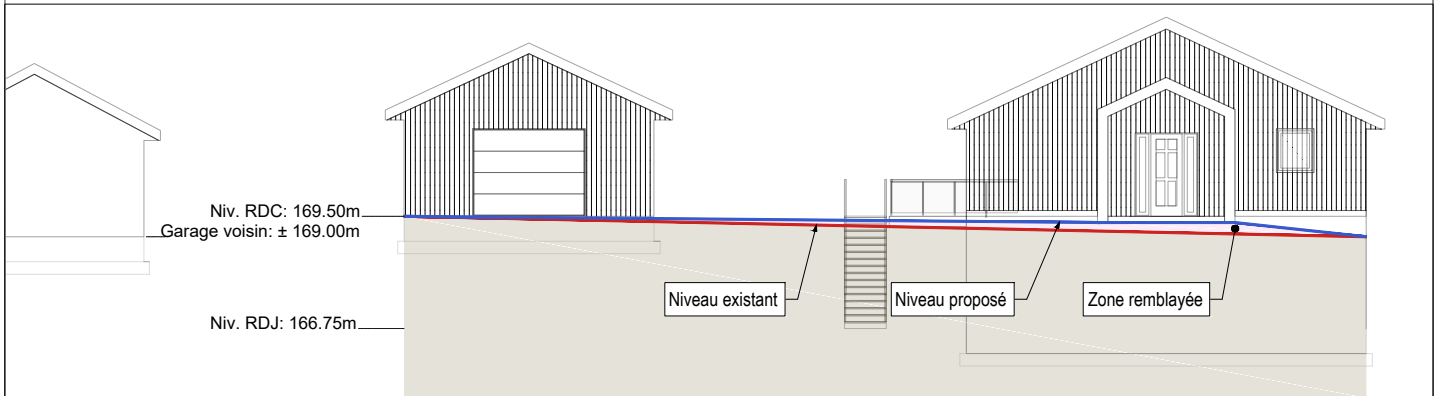 Niv. RDC: 169.50m
Garage voisin: ± 169.00m
Niveau existant
Niveau proposé
Zone remblayée
Niv. RDJ: 166.75m